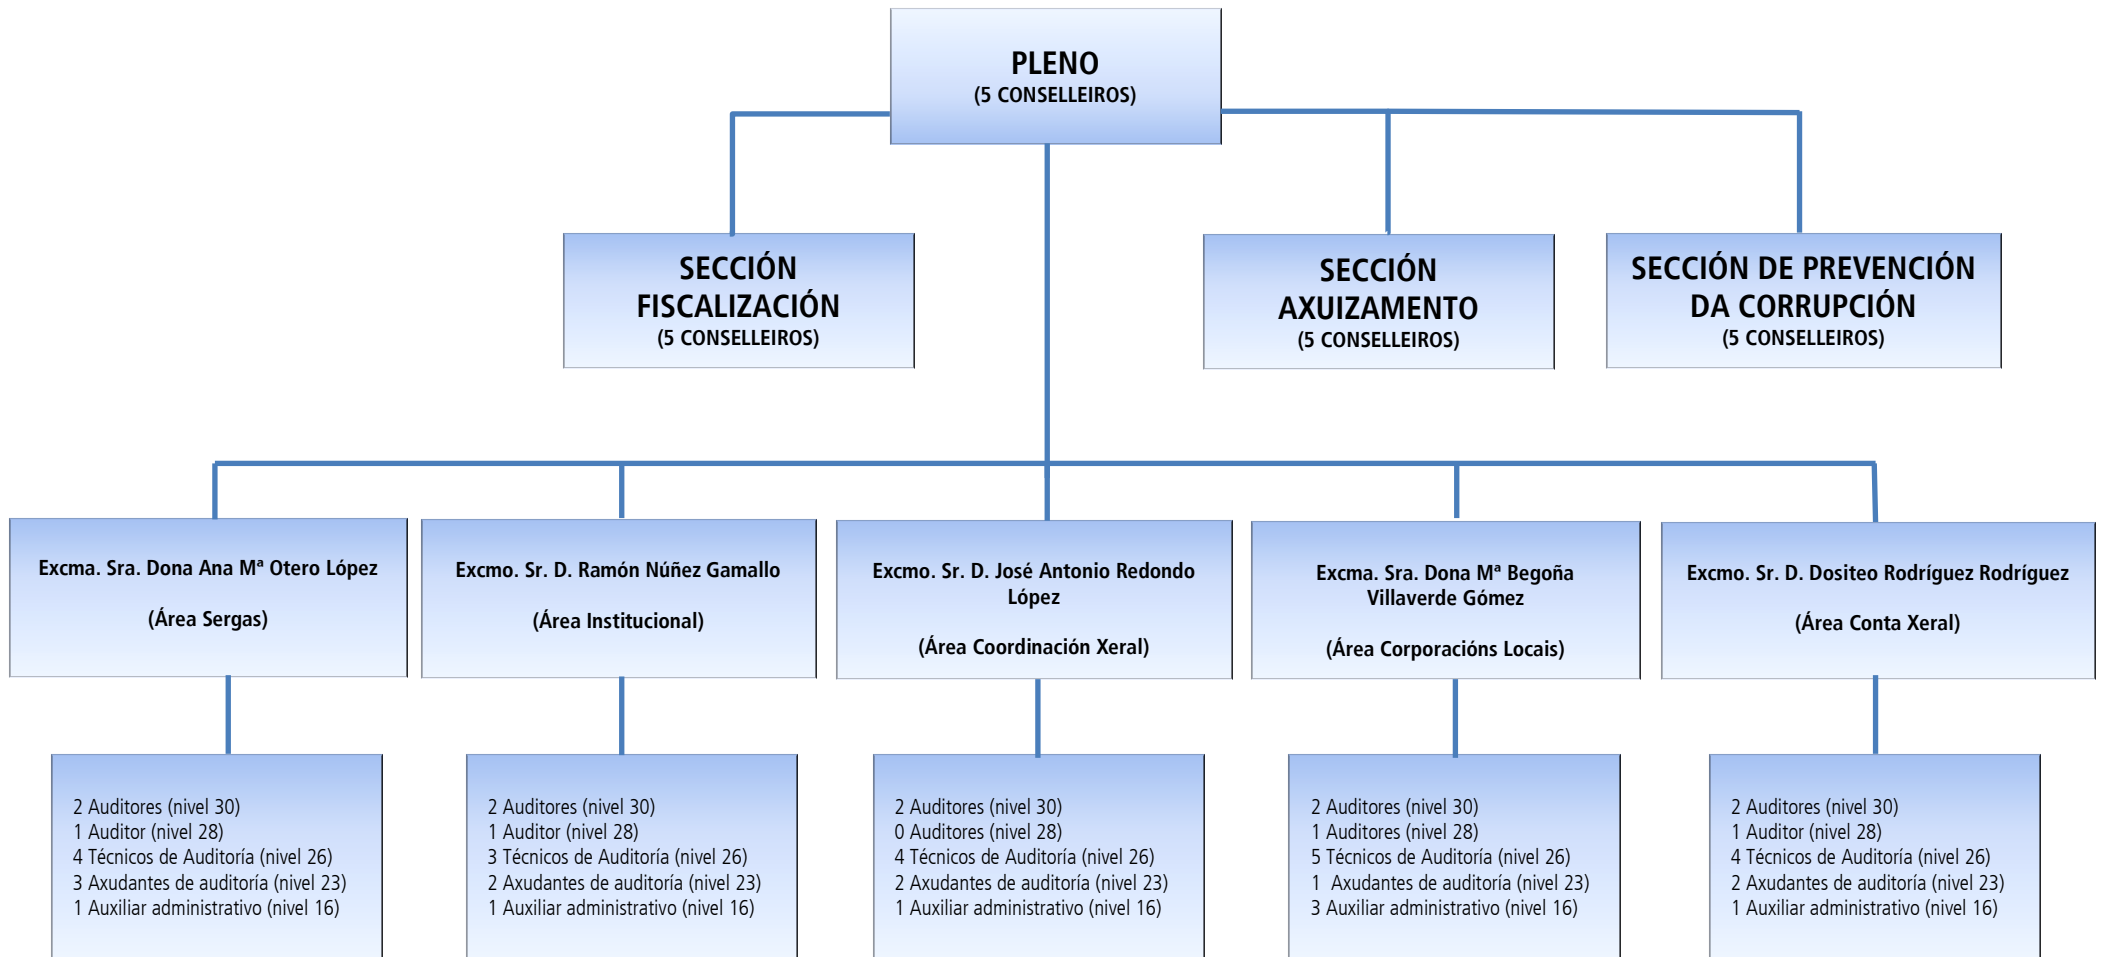 PLENO
(5 CONSELLEIROS)
SECCIÓN
FISCALIZACIÓN
(5 CONSELLEIROS)
SECCIÓN
AXUIZAMENTO
(5 CONSELLEIROS)
SECCIÓN DE PREVENCIÓN
DA CORRUPCIÓN
(5 CONSELLEIROS)
Excma. Sra. Dona Ana Mª Otero López
(Área Sergas)
Excmo. Sr. D. Ramón Núñez Gamallo
(Área Institucional)
Excmo. Sr. D. José Antonio Redondo
López
(Área Coordinación Xeral)
Excma. Sra. Dona Mª Begoña
Villaverde Gómez
(Área Corporacións Locais)
Excmo. Sr. D. Dositeo Rodríguez Rodríguez
(Área Conta Xeral)
2 Auditores (nivel 30)
1 Auditor (nivel 28)
4 Técnicos de Auditoría (nivel 26)
3 Axudantes de auditoría (nivel 23)
1 Auxiliar administrativo (nivel 16)
2 Auditores (nivel 30)
1 Auditor (nivel 28)
3 Técnicos de Auditoría (nivel 26)
2 Axudantes de auditoría (nivel 23)
1 Auxiliar administrativo (nivel 16)
2 Auditores (nivel 30)
0 Auditores (nivel 28)
4 Técnicos de Auditoría (nivel 26)
2 Axudantes de auditoría (nivel 23)
1 Auxiliar administrativo (nivel 16)
2 Auditores (nivel 30)
1 Auditores (nivel 28)
5 Técnicos de Auditoría (nivel 26)
1 Axudantes de auditoría (nivel 23)
3 Auxiliar administrativo (nivel 16)
2 Auditores (nivel 30)
1 Auditor (nivel 28)
4 Técnicos de Auditoría (nivel 26)
2 Axudantes de auditoría (nivel 23)
1 Auxiliar administrativo (nivel 16)